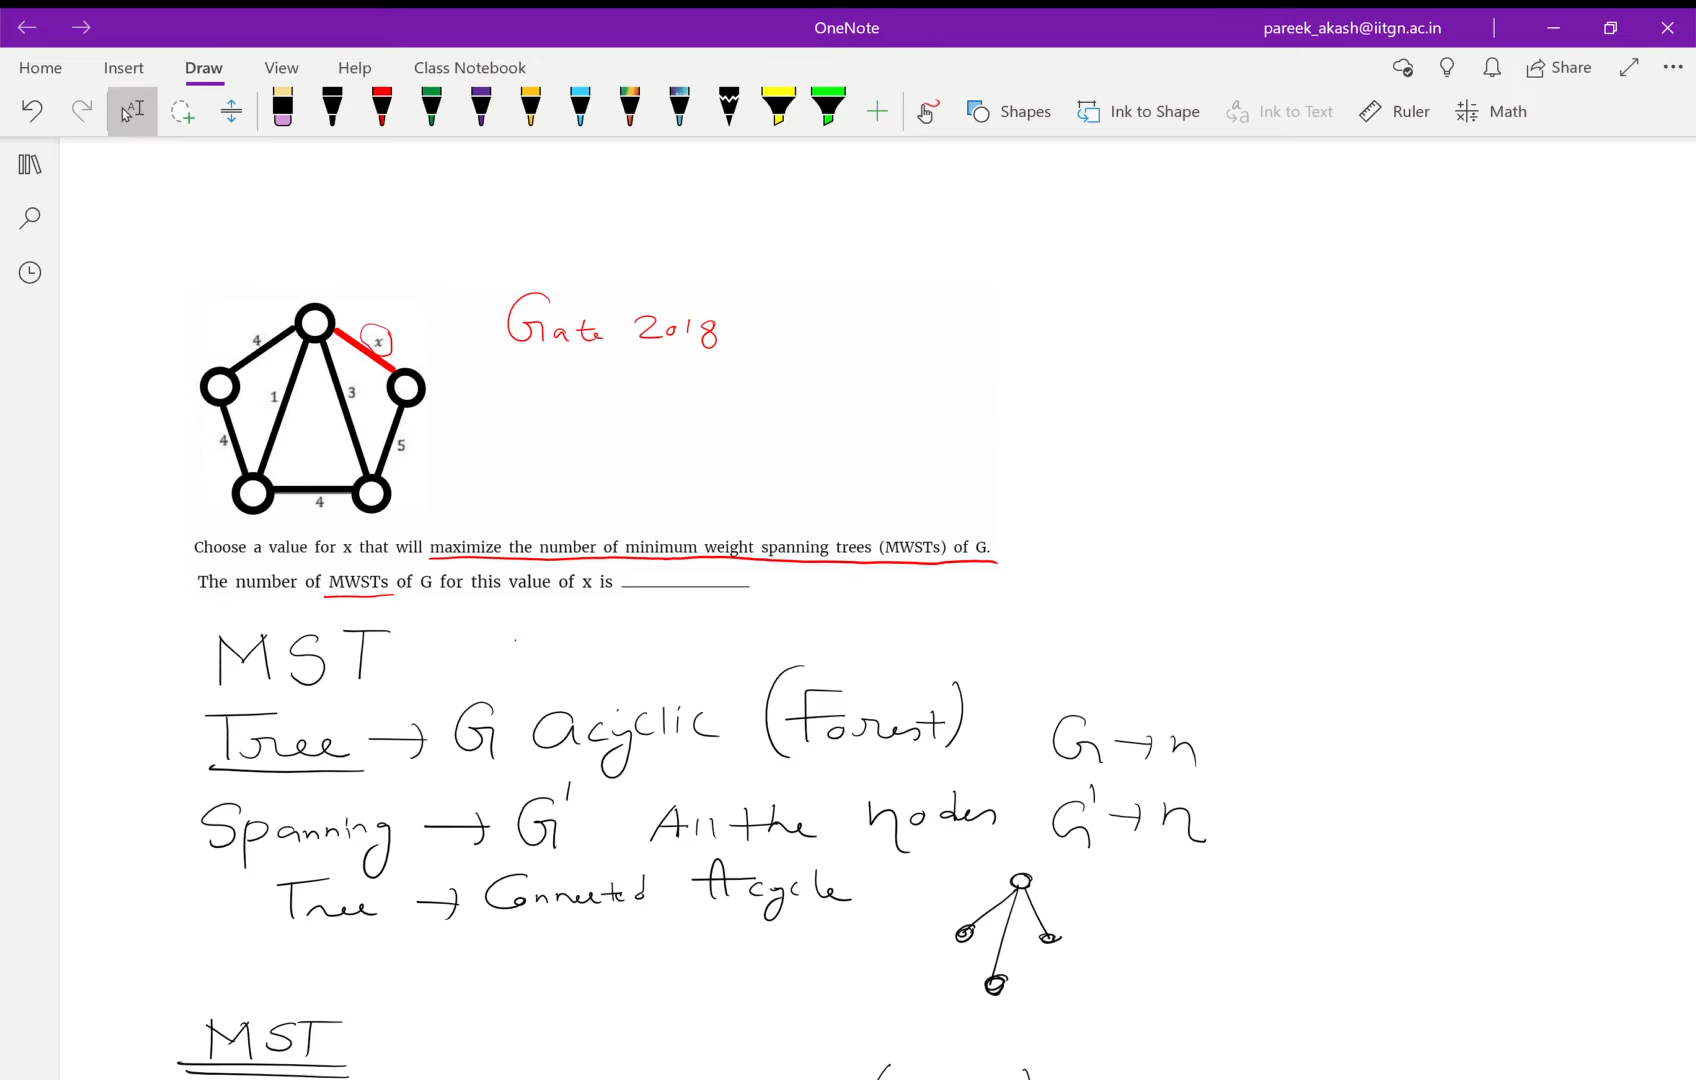 OneNote
pareek_akash@iitgn.ac.in
Home Insert Draw View Help Class Notebook
Share
Shapes Ink to Shape Ink to Text Ruler Math
Gate 2018
4 x
1 3
4 5
4
Choose a value for x that will maximize the number of minimum weight spanning trees (MWSTs) of G.
The number of MWSTs of G for this value of x is __________
MST
Tree → G acyclic (Forest) G → n
Spanning → G' All the nodes G' → n
Tree → Connected Acycle
MST